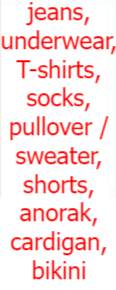 jeans,
underwear,
T-shirts,
socks,
pullover /
sweater,
shorts,
anorak,
cardigan,
bikini